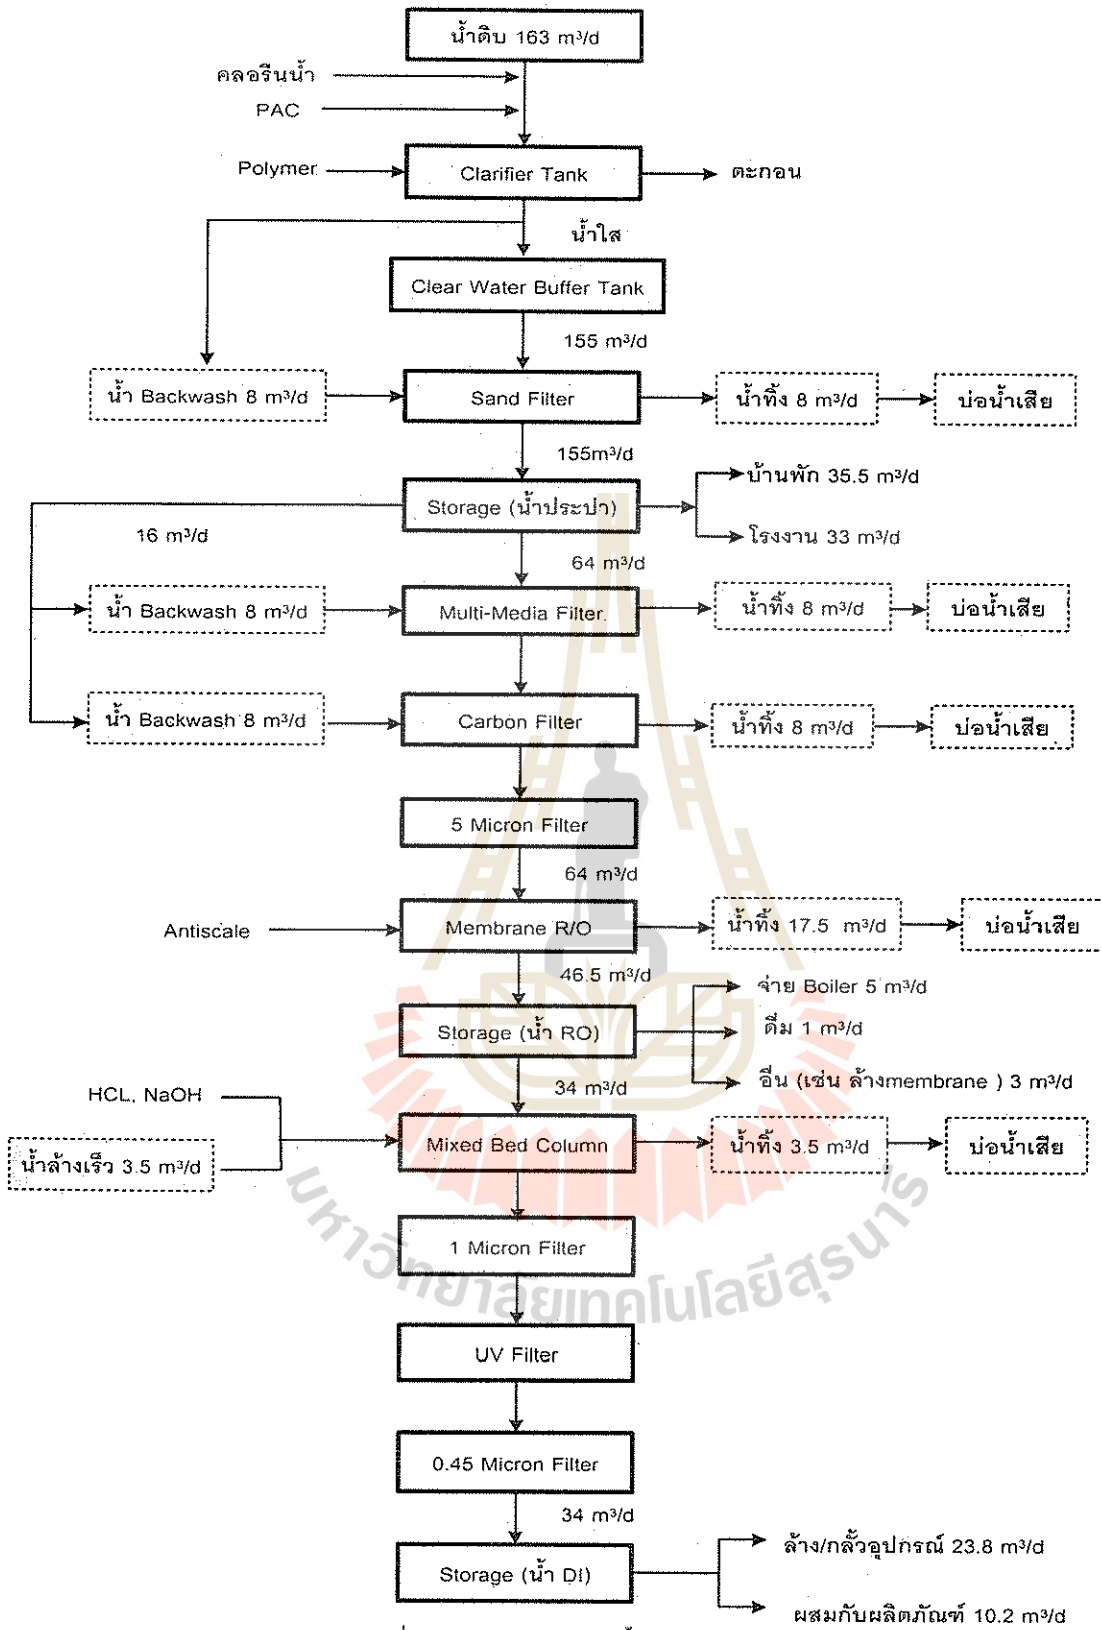 น้ำดิบ 163 m³/d
คลอรีนน้ำ
PAC
Polymer
Clarifier Tank
ตะกอน
น้ำใส
Clear Water Buffer Tank
155 m³/d
น้ำ Backwash 8 m³/d
Sand Filter
น้ำทิ้ง 8 m³/d
บ่อน้ำเสีย
155m³/d
Storage (น้ำประปา)
บ้านพัก 35.5 m³/d
โรงงาน 33 m³/d
16 m³/d
64 m³/d
น้ำ Backwash 8 m³/d
Multi-Media Filter
น้ำทิ้ง 8 m³/d
บ่อน้ำเสีย
น้ำ Backwash 8 m³/d
Carbon Filter
น้ำทิ้ง 8 m³/d
บ่อน้ำเสีย
5 Micron Filter
64 m³/d
Antiscale
Membrane R/O
น้ำทิ้ง 17.5 m³/d
บ่อน้ำเสีย
46.5 m³/d
จ่าย Boiler 5 m³/d
Storage (น้ำ RO)
ดื่ม 1 m³/d
อื่น (เช่น ล้างmembrane ) 3 m³/d
34 m³/d
HCL, NaOH
Mixed Bed Column
น้ำทิ้ง 3.5 m³/d
บ่อน้ำเสีย
น้ำล้างเร็ว 3.5 m³/d
1 Micron Filter
มหาวิทยาลัยเทคโนโลยีสุรนารี
UV Filter
0.45 Micron Filter
34 m³/d
Storage (น้ำ DI)
ล้าง/กลั้วอุปกรณ์ 23.8 m³/d
ผสมกับผลิตภัณฑ์ 10.2 m³/d